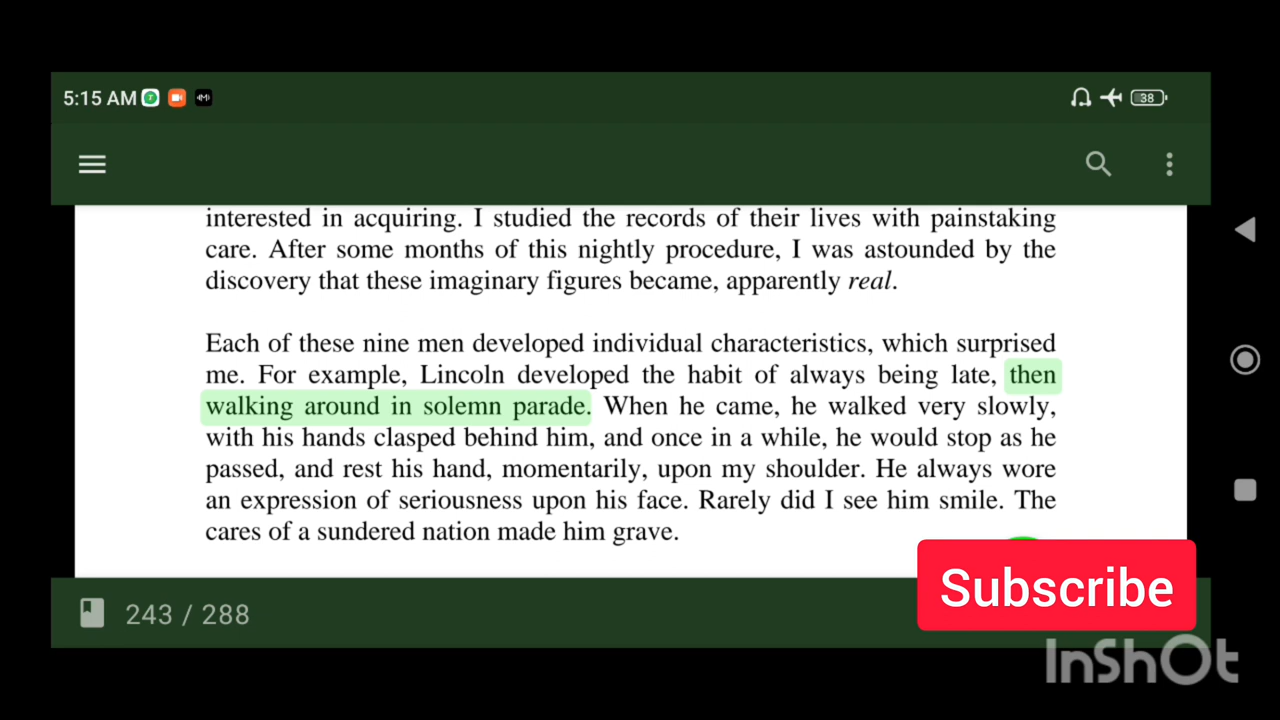 5:15 AM
38
interested in acquiring. I studied the records of their lives with painstaking
care. After some months of this nightly procedure, I was astounded by the
discovery that these imaginary figures became, apparently real.
Each of these nine men developed individual characteristics, which surprised
me. For example, Lincoln developed the habit of always being late, then
walking around in solemn parade. When he came, he walked very slowly,
with his hands clasped behind him, and once in a while, he would stop as he
passed, and rest his hand, momentarily, upon my shoulder. He always wore
an expression of seriousness upon his face. Rarely did I see him smile. The
cares of a sundered nation made him grave.
Subscribe
243 / 288
InShOt